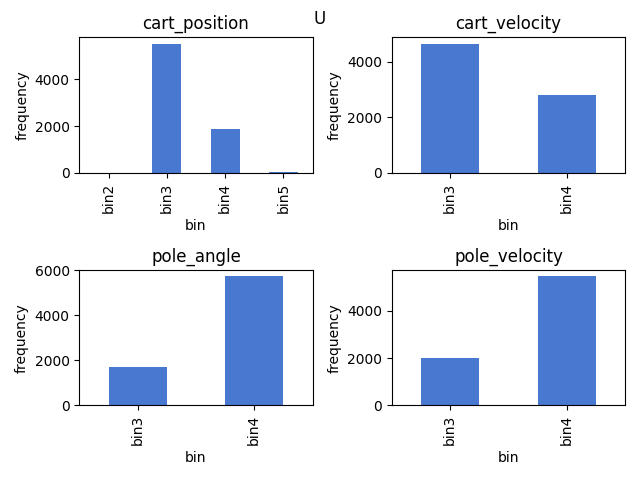 U
cart_position
frequency
4000
2000
0
bin2
bin3
bin4
bin5
bin
cart_velocity
frequency
4000
2000
0
bin3
bin4
bin
pole_angle
frequency
6000
4000
2000
0
bin3
bin4
bin
pole_velocity
frequency
4000
2000
0
bin3
bin4
bin